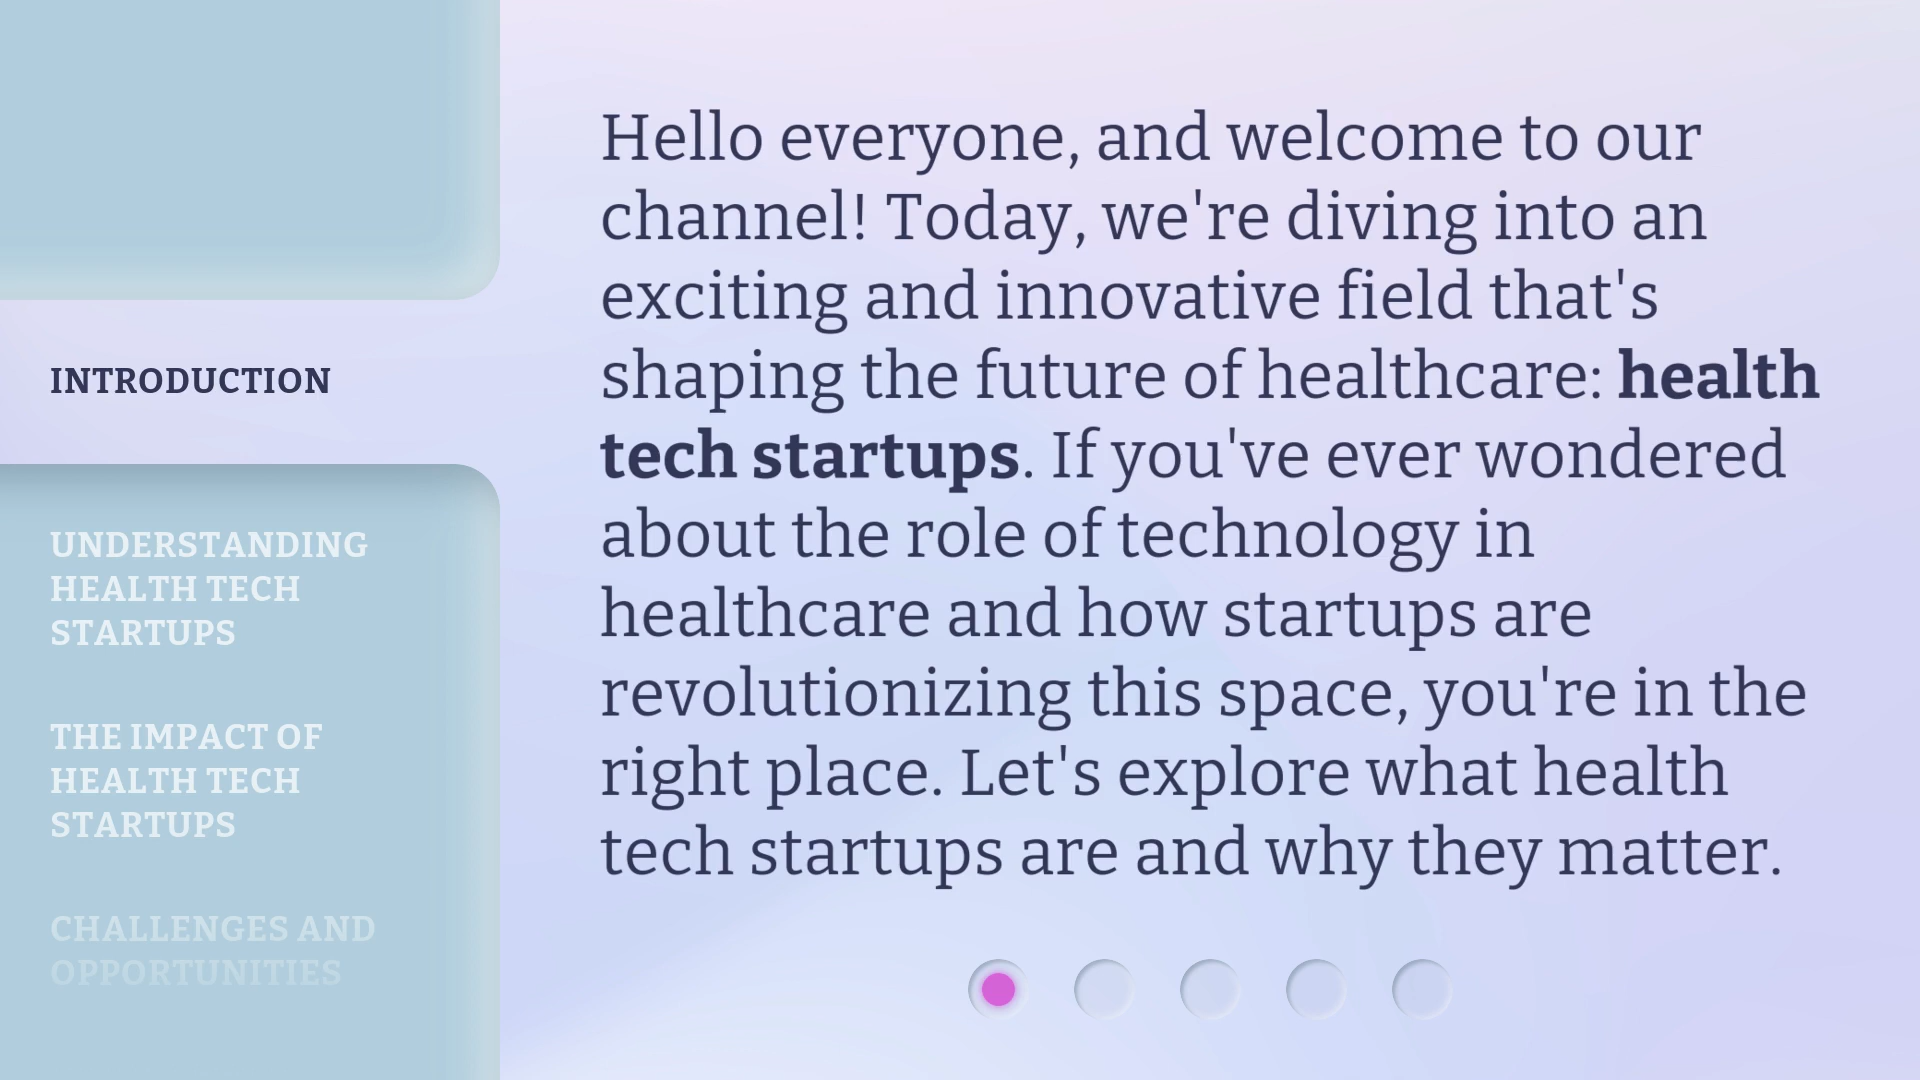 INTRODUCTION
UNDERSTANDING
HEALTH TECH
STARTUPS
THE IMPACT OF
HEALTH TECH
STARTUPS
CHALLENGES AND
OPPORTUNITIES
Hello everyone, and welcome to our
channel! Today, we're diving into an
exciting and innovative field that's
shaping the future of healthcare: health
tech startups. If you've ever wondered
about the role of technology in
healthcare and how startups are
revolutionizing this space, you're in the
right place. Let's explore what health
tech startups are and why they matter.